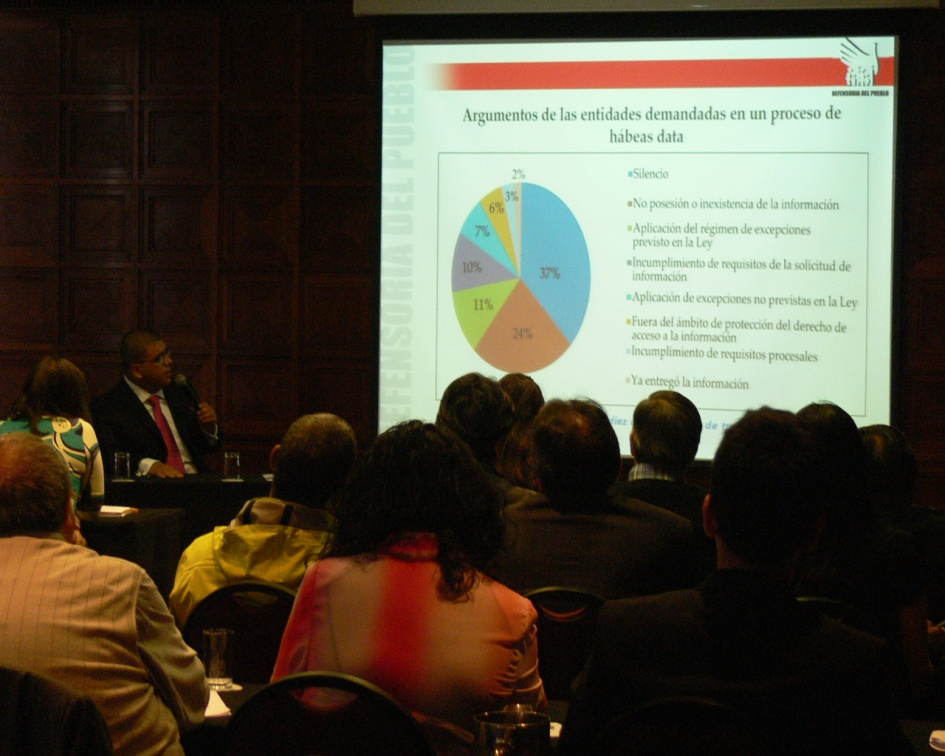 DEFENSORIA DEL PUEBLO
DEFENSORIA DEL PUEBLO
Argumentos de las entidades demandadas en un proceso de
hábeas data
2%
3%
6%
7%
10%
11%
24%
37%
Silencio
No posesión o inexistencia de la información
Aplicación del régimen de excepciones
previsto en la Ley
Incumplimiento de requisitos de la solicitud de
información
Aplicación de excepciones no previstas en la Ley
Fuera del ámbito de protección del derecho de
acceso a la información
Incumplimiento de requisitos procesales
Ya entregó la información
de